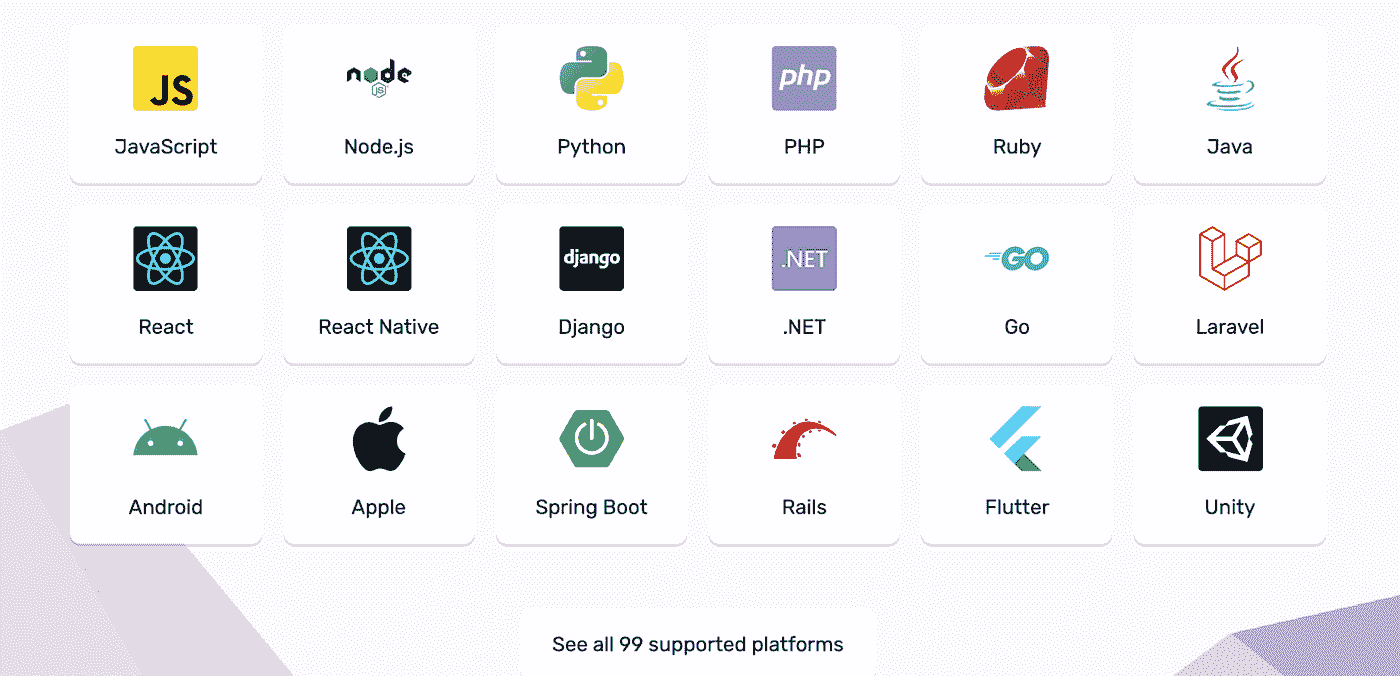 JS
node
JS
php
JavaScript
Node.js
Python
PHP
Ruby
Java
django
.NET
GO
React
React Native
Django
.NET
Go
Laravel
Android
Apple
Spring Boot
Rails
Flutter
Unity
See all 99 supported platforms